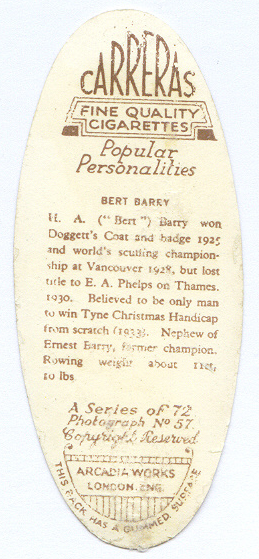 CARRERAS
FINE QUALITY
CIGARETTES
Popular
Personalities
BERT BARRY
H. A. ("Bert") Barry won
Doggett's Coat and badge 1925
and world's sculling champion-
ship at Vancouver 1928, but lost
title to E. A. Phelps on Thames.
1930. Believed to be only man
to win Tyne Christmas Handicap
from scratch (1933). Nephew of
Ernest Barry, former champion.
Rowing weight about 11st,
10 lbs
A Series of 72
Photograph No 57.
Copyright Reserved
ARCADIA WORKS
LONDON. ENG.
THIS BACK HAS A GUMMED SURFACE